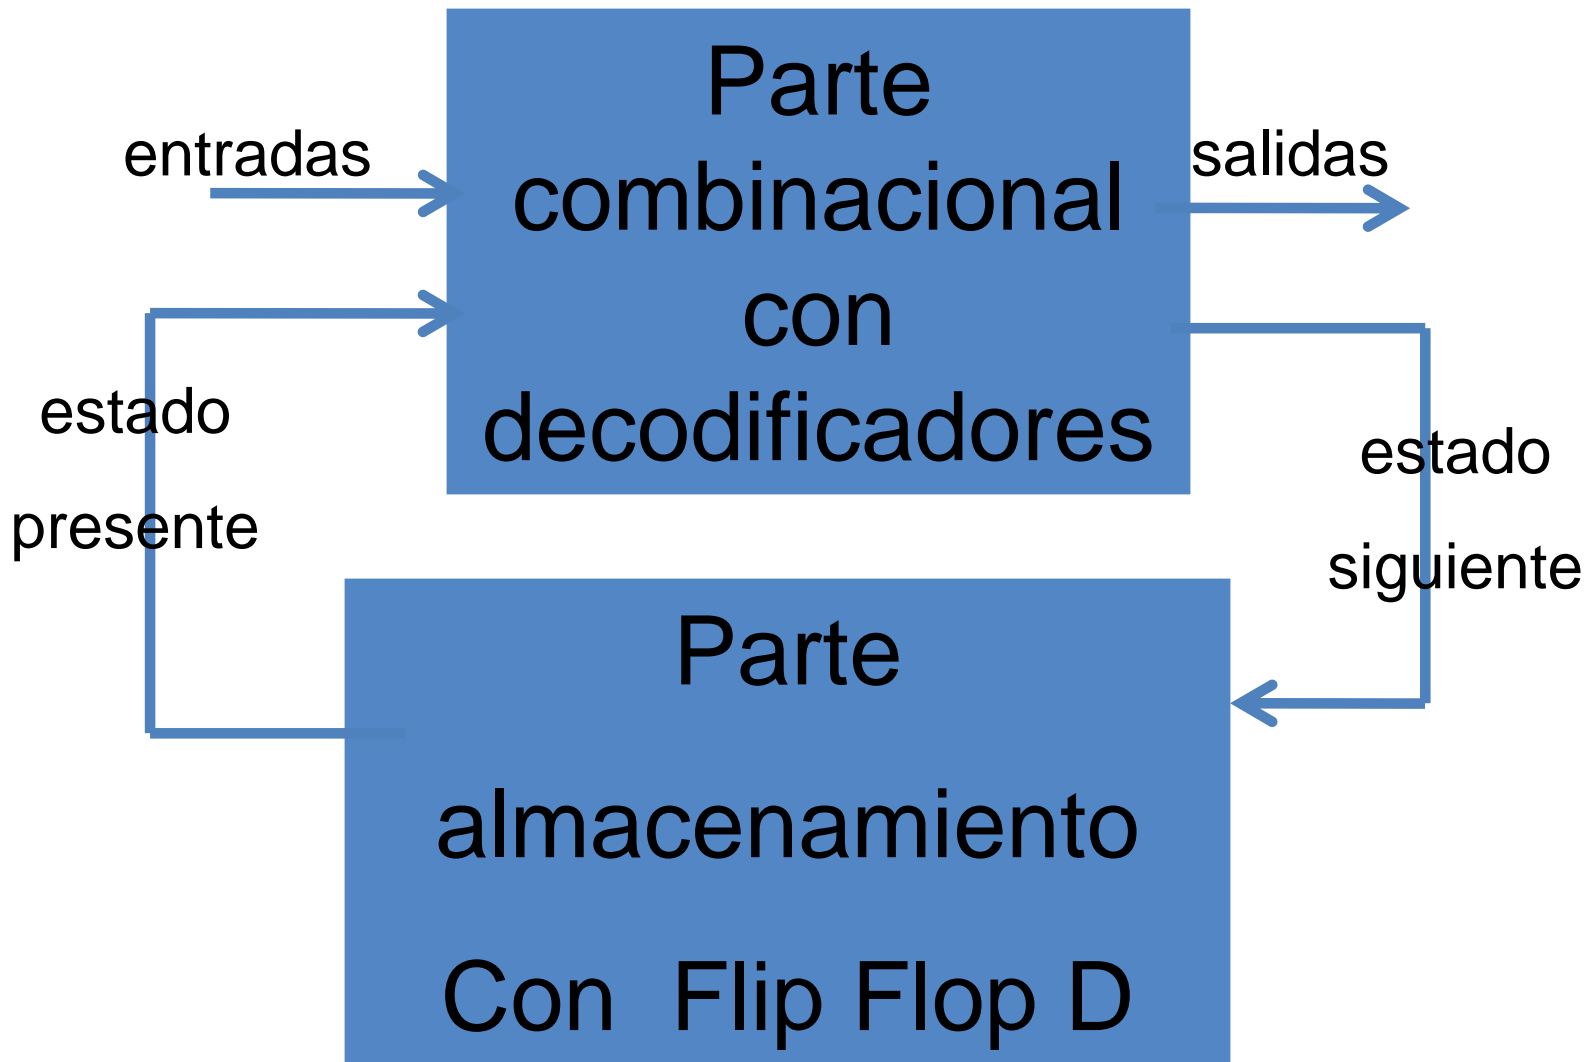 Parte
combinacional
con
decodificadores
entradas
salidas
estado
presente
estado
siguiente
Parte
almacenamiento
Con  Flip Flop D